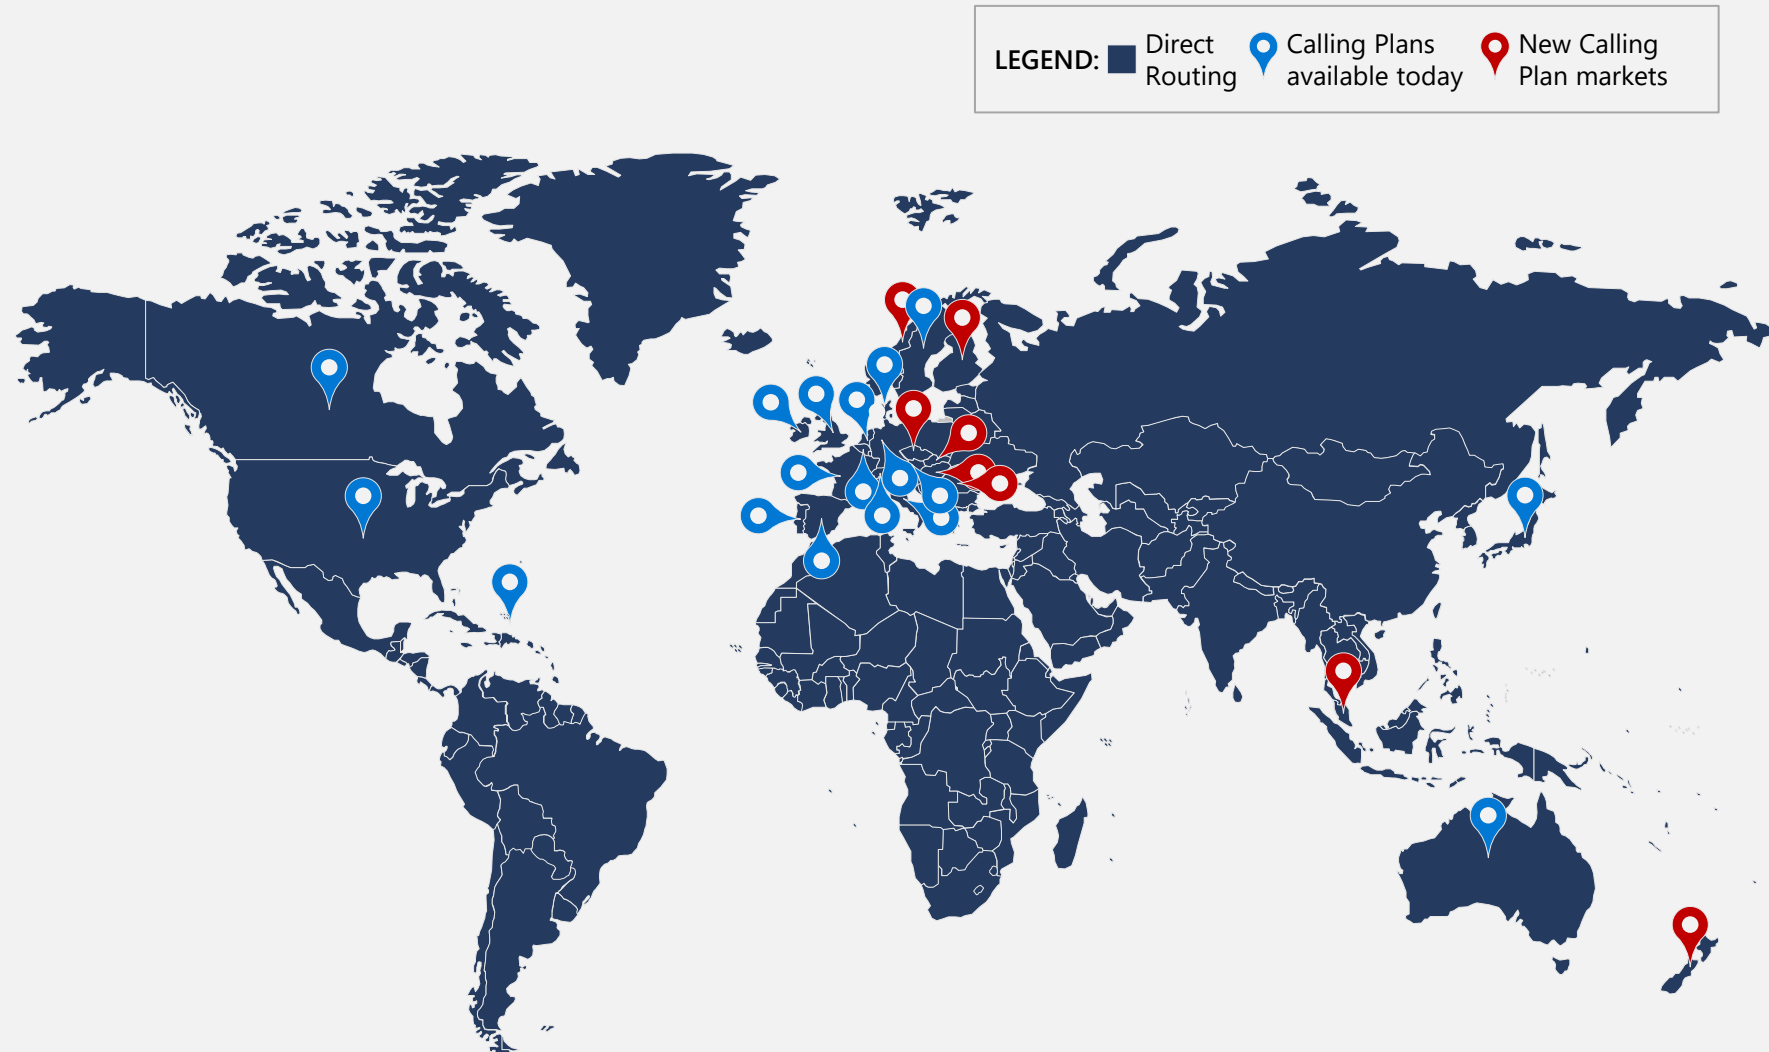 LEGEND:
Direct
Routing
Calling Plans
available today
New Calling
Plan markets